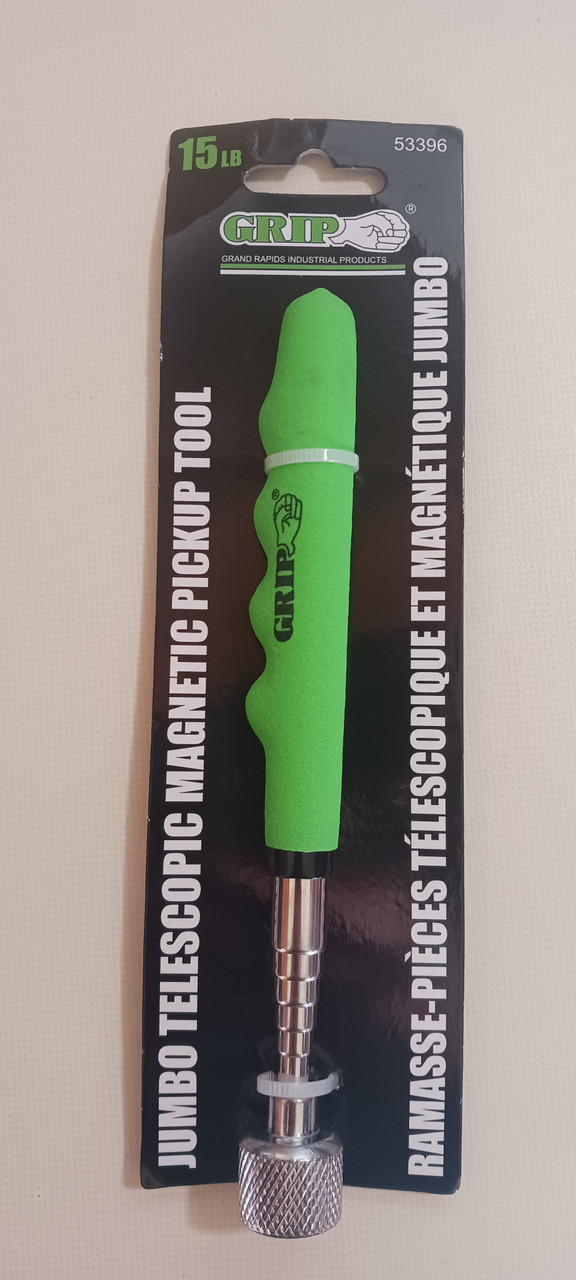 15 LB
53396
GRIP®
GRAND RAPIDS INDUSTRIAL PRODUCTS
JUMBO TELESCOPIC MAGNETIC PICKUP TOOL
GRIP®
RAMASSE-PIÈCES TÉLESCOPIQUE ET MAGNÉTIQUE JUMBO